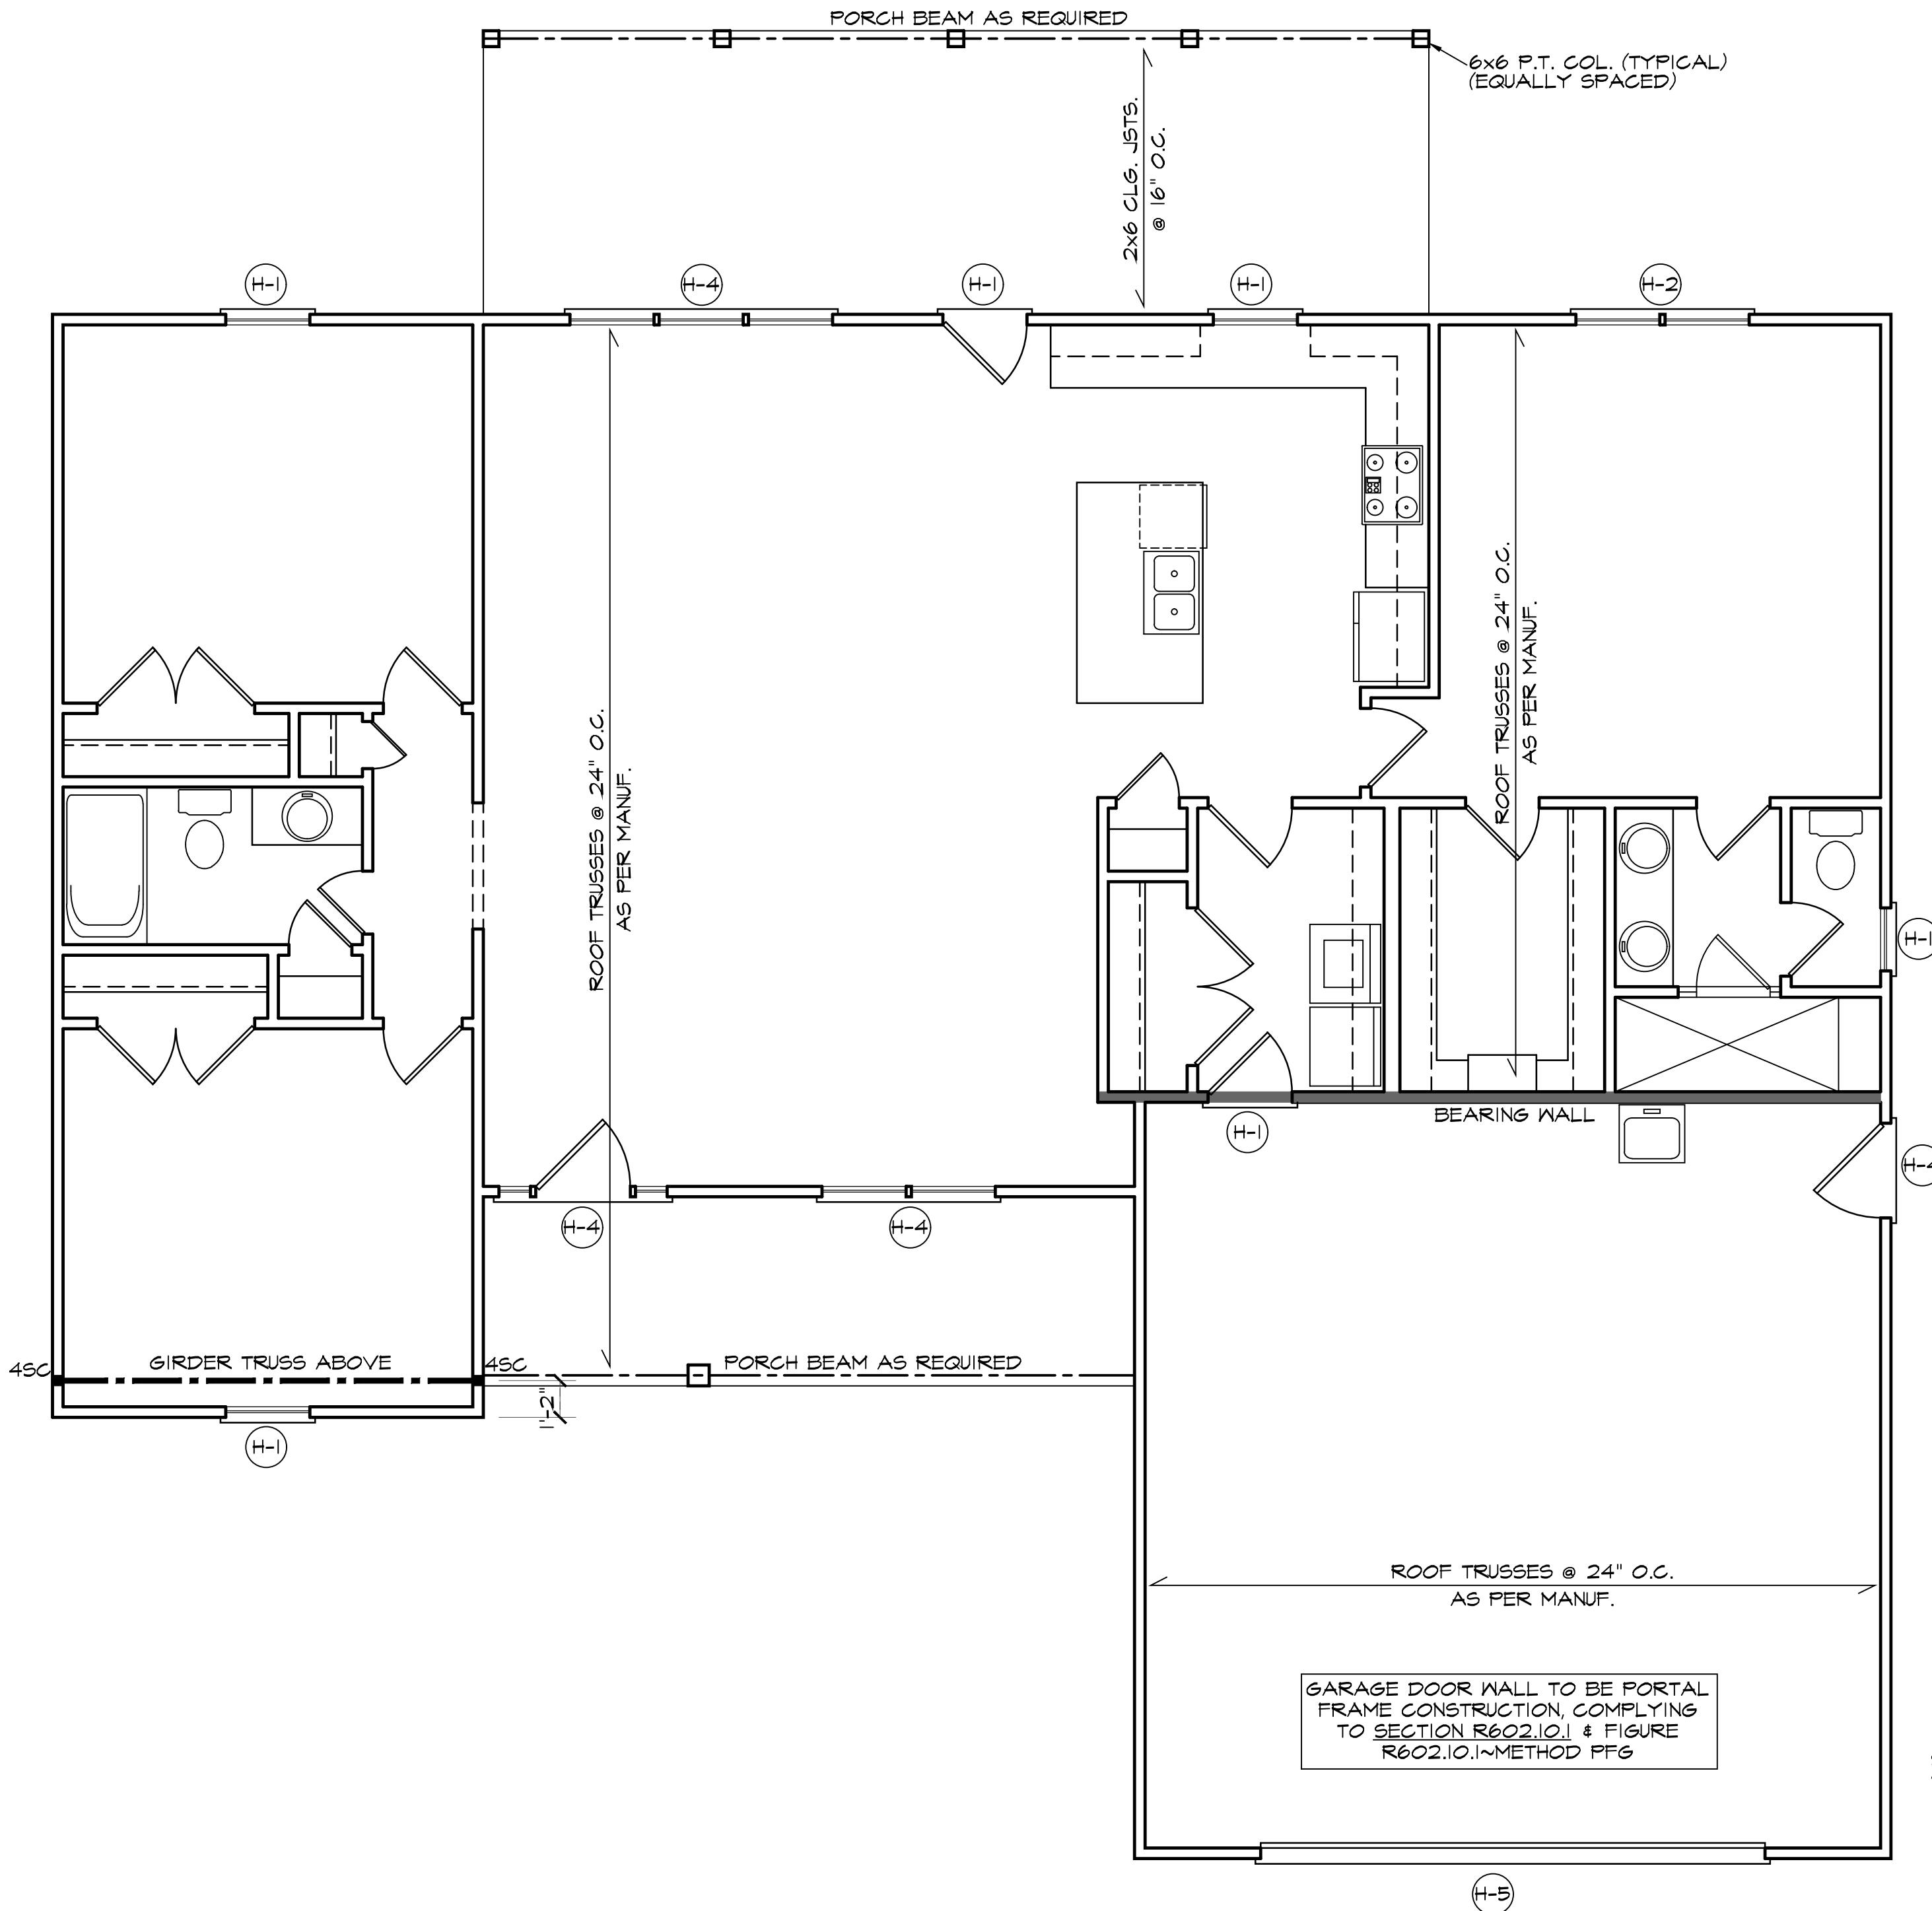 PORCH BEAM AS REQUIRED
6x6 P.T. COL. (TYPICAL)
(EQUALLY SPACED)
2x6 CLG. JSTS.
@ 16" O.C.
H-1
H-4
H-1
H-1
H-2
ROOF TRUSSES @ 24" O.C.
AS PER MANUF.
ROOF TRUSSES @ 24" O.C.
AS PER MANUF.
H-1
BEARING WALL
H-1
H-4
H-4
H-4
GIRDER TRUSS ABOVE
4SC
4SC
PORCH BEAM AS REQUIRED
1'-2"
H-1
ROOF TRUSSES @ 24" O.C.
AS PER MANUF.
GARAGE DOOR WALL TO BE PORTAL
FRAME CONSTRUCTION, COMPLYING
TO SECTION R602.10.1 & FIGURE
R602.10.1~METHOD PFG
H-5